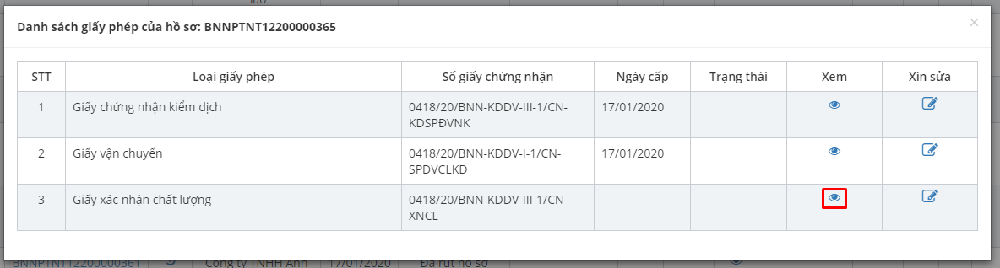 Sao
Danh sách giấy phép của hồ sơ: BNNPTNT12200000365
×
STT Loại giấy phép Số giấy chứng nhận Ngày cấp Trạng thái Xem Xin sửa
1 Giấy chứng nhận kiểm dịch 0418/20/BNN-KDDV-III-1/CN- 17/01/2020
KDSPĐVNK
2 Giấy vận chuyển 0418/20/BNN-KDDV-I-1/CN- 17/01/2020
SPĐVCLKD
3 Giấy xác nhận chất lượng 0418/20/BNN-KDDV-III-1/CN-
XNCL
BNNPTNT12200000361 Công ty TNHH Anh 17/01/2020 Đã rút hồ sơ